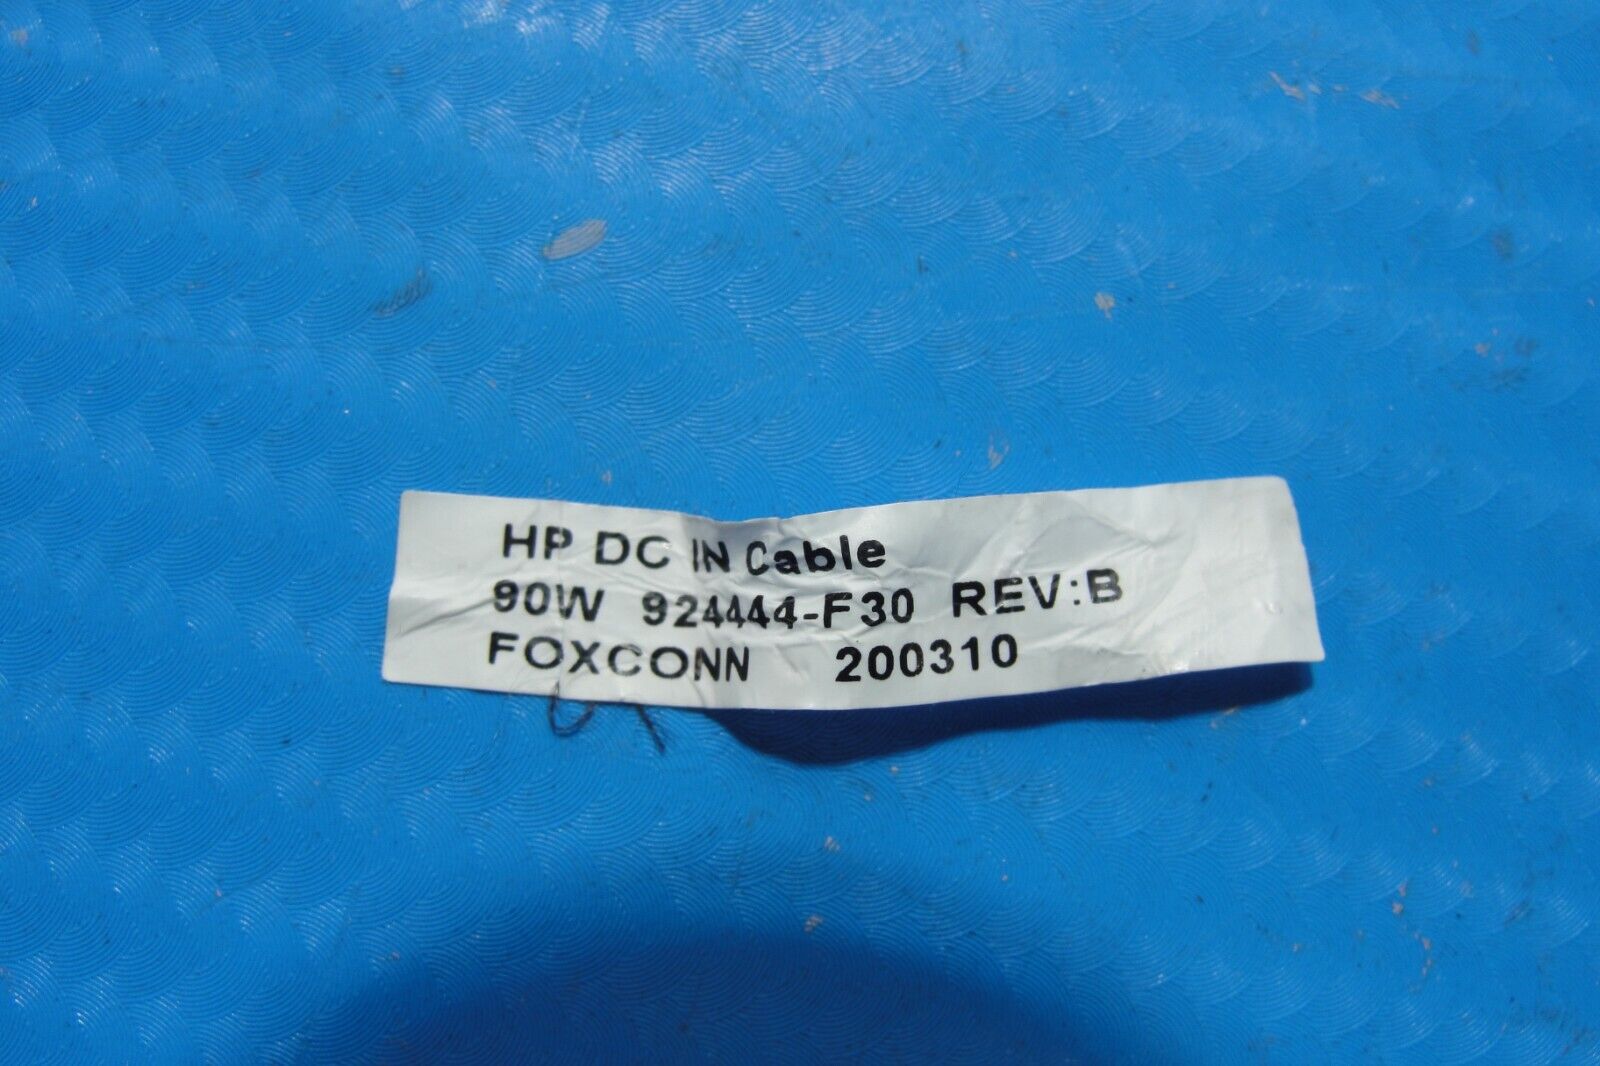 HP DC IN Cable
90W 924444-F30 REV:B
FOXCONN 200310